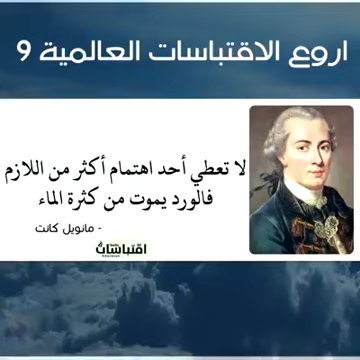 اروع الاقتباسات العالمية 9
لا تعطي أحد اهتمام أكثر من اللازم
فالورد يموت من كثرة الماء
- مانويل كانت
اقتباسات